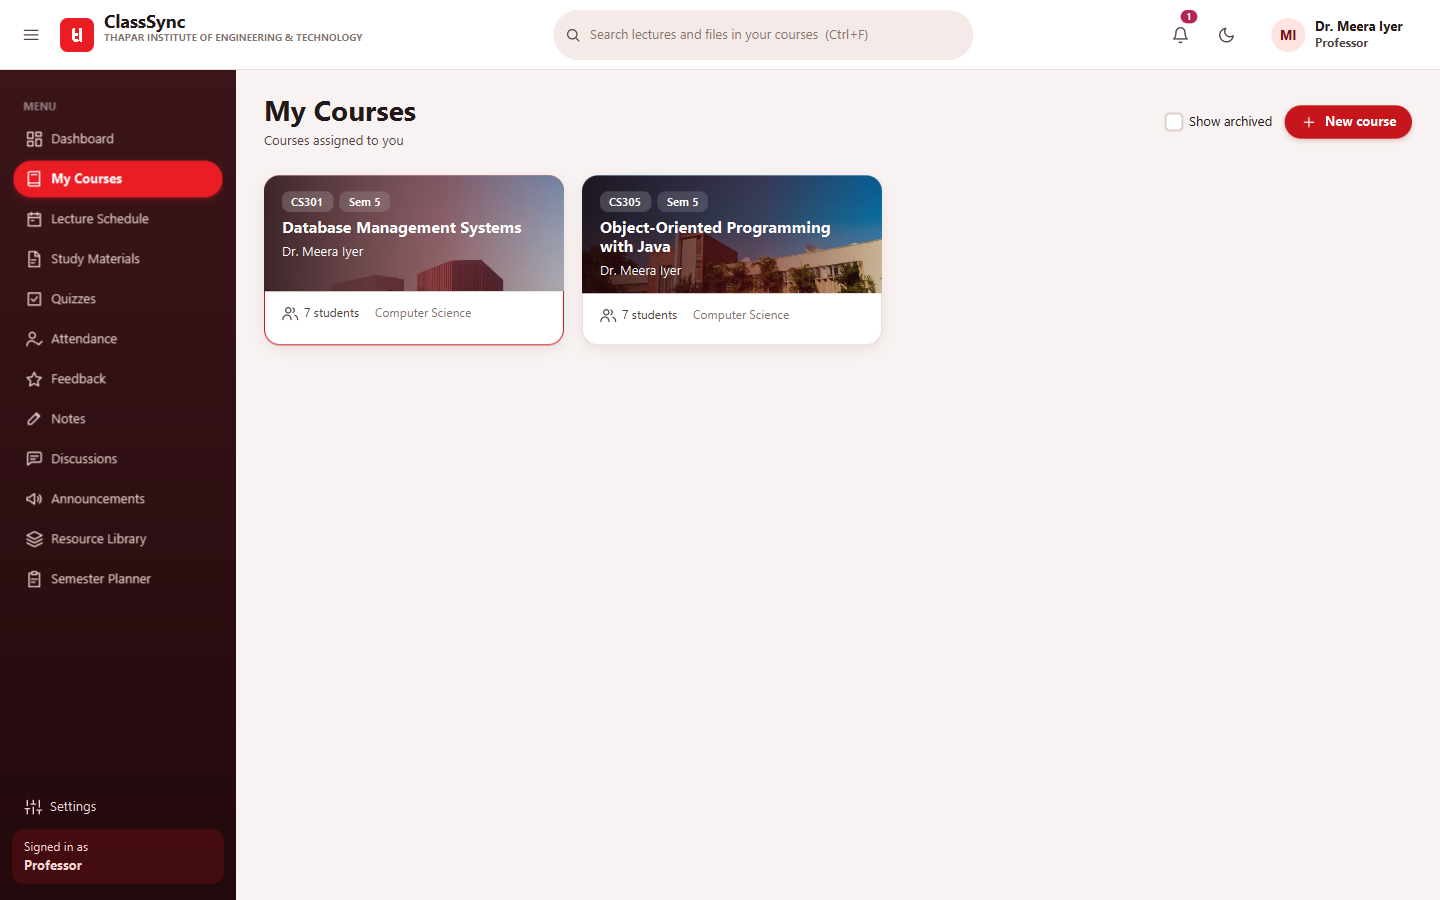 ClassSync
THAPAR INSTITUTE OF ENGINEERING & TECHNOLOGY
Search lectures and files in your courses (Ctrl+F)
1
MI
Dr. Meera Iyer
Professor
MENU
Dashboard
My Courses
Lecture Schedule
Study Materials
Quizzes
Attendance
Feedback
Notes
Discussions
Announcements
Resource Library
Semester Planner
Settings
Signed in as
Professor
My Courses
Courses assigned to you
Show archived
New course
CS301 Sem 5
Database Management Systems
Dr. Meera Iyer
7 students Computer Science
CS305 Sem 5
Object-Oriented Programming
with Java
Dr. Meera Iyer
7 students Computer Science